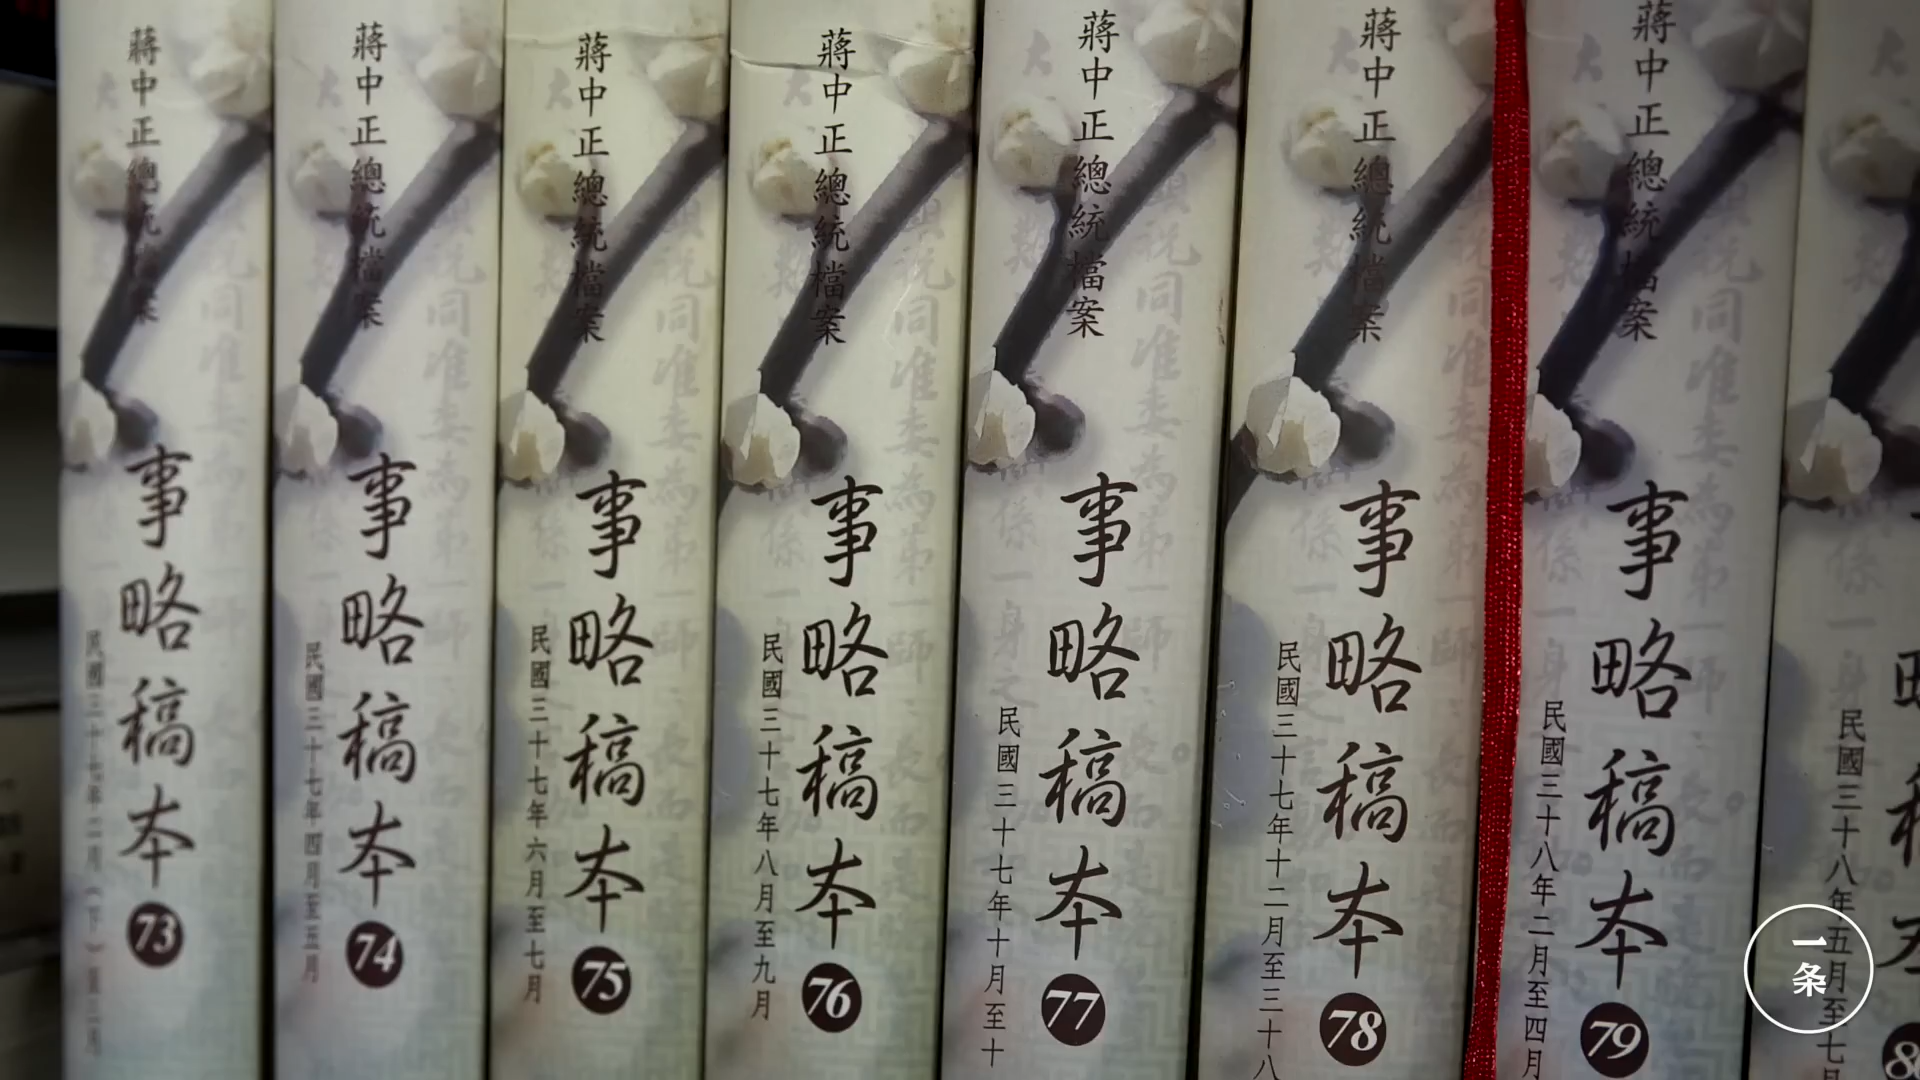 蔣中正總統檔案
事略稿本
民國三十七年二月（下）至三月
73
蔣中正總統檔案
事略稿本
民國三十七年四月至五月
74
蔣中正總統檔案
事略稿本
民國三十七年六月至七月
75
蔣中正總統檔案
事略稿本
民國三十七年八月至九月
76
蔣中正總統檔案
事略稿本
民國三十七年十月至十
77
蔣中正總統檔案
事略稿本
民國三十七年十二月至三十八
78
蔣中正總統檔案
事略稿本
民國三十八年二月至四月
79
民國三十八年五月至七月
一条